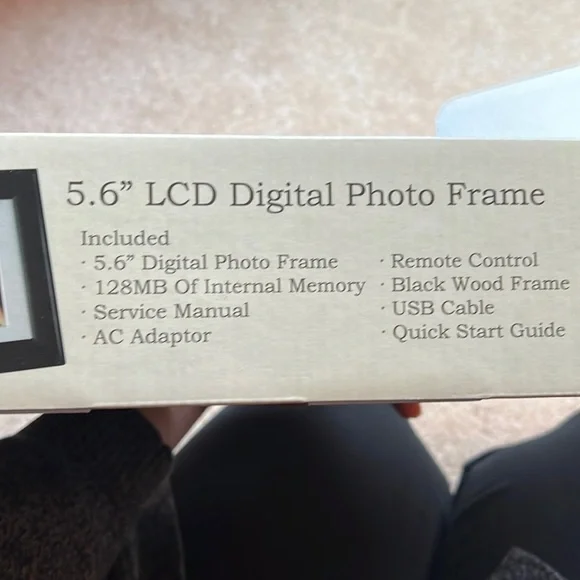 5.6” LCD Digital Photo Frame
Included
· 5.6” Digital Photo Frame
· 128MB Of Internal Memory
· Service Manual
· AC Adaptor
· Remote Control
· Black Wood Frame
· USB Cable
· Quick Start Guide